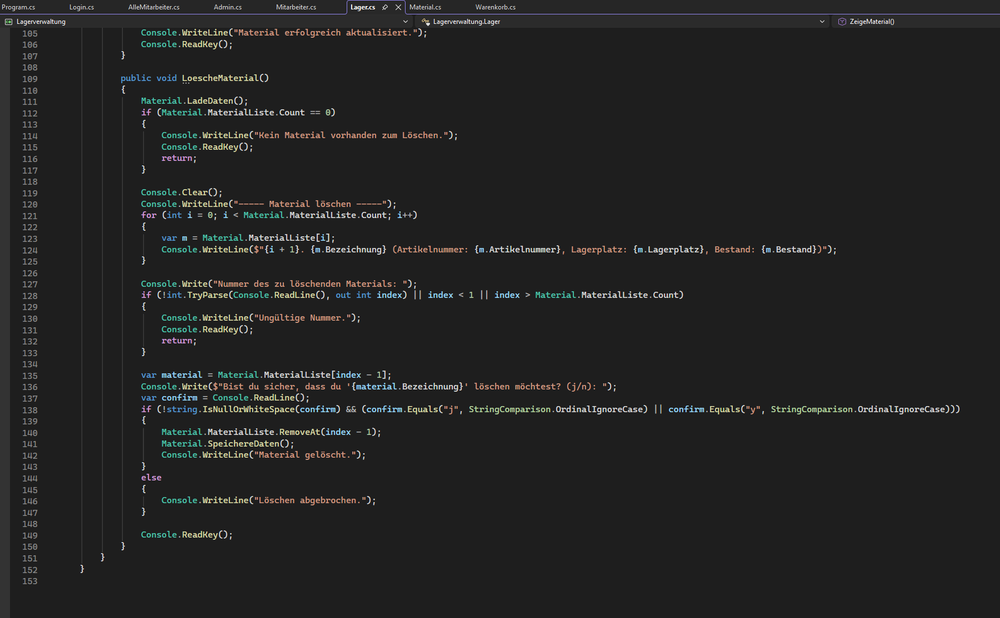 Program.cs Login.cs AlleMitarbeiter.cs Admin.cs Mitarbeiter.cs Lager.cs Material.cs Warenkorb.cs
C# Lagerverwaltung Lagerverwaltung.Lager ZeigeMaterial()
105 Console.WriteLine("Material erfolgreich aktualisiert.");
106 Console.ReadKey();
107 }
108
109 public void LoescheMaterial()
110 {
111 Material.LadeDaten();
112 if (Material.MaterialListe.Count == 0)
113 {
114 Console.WriteLine("Kein Material vorhanden zum Löschen.");
115 Console.ReadKey();
116 return;
117 }
118
119 Console.Clear();
120 Console.WriteLine("----- Material löschen -----");
121 for (int i = 0; i < Material.MaterialListe.Count; i++)
122 {
123 var m = Material.MaterialListe[i];
124 Console.WriteLine($"{i + 1}. {m.Bezeichnung} (Artikelnummer: {m.Artikelnummer}, Lagerplatz: {m.Lagerplatz}, Bestand: {m.Bestand})");
125 }
126
127 Console.Write("Nummer des zu löschenden Materials: ");
128 if (!int.TryParse(Console.ReadLine(), out int index) || index < 1 || index > Material.MaterialListe.Count)
129 {
130 Console.WriteLine("Ungültige Nummer.");
131 Console.ReadKey();
132 return;
133 }
134
135 var material = Material.MaterialListe[index - 1];
136 Console.Write($"Bist du sicher, dass du '{material.Bezeichnung}' löschen möchtest? (j/n): ");
137 var confirm = Console.ReadLine();
138 if (!string.IsNullOrWhiteSpace(confirm) && (confirm.Equals("j", StringComparison.OrdinalIgnoreCase) || confirm.Equals("y", StringComparison.OrdinalIgnoreCase)))
139 {
140 Material.MaterialListe.RemoveAt(index - 1);
141 Material.SpeichereDaten();
142 Console.WriteLine("Material gelöscht.");
143 }
144 else
145 {
146 Console.WriteLine("Löschen abgebrochen.");
147 }
148
149 Console.ReadKey();
150 }
151 }
152 }
153